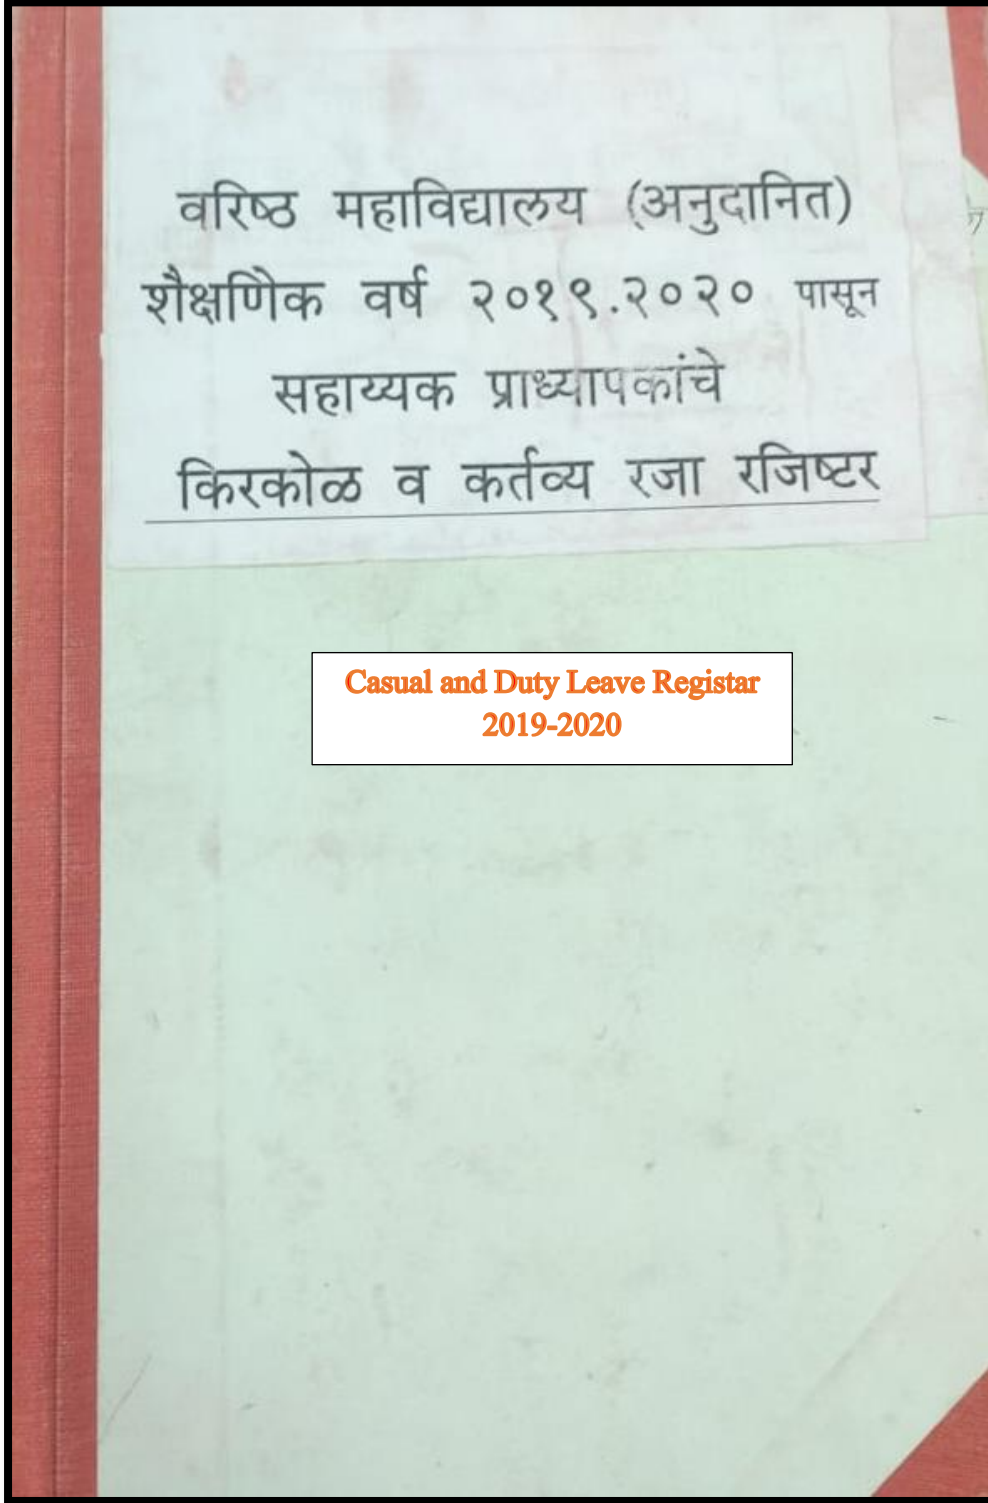 वरिष्ठ महाविद्यालय (अनुदानित)
शैक्षणिेक वर्ष २०१९.२०२० पासून
सहाय्यक प्राध्यापकांचे
किरकोळ व कर्तव्य रजा रजिष्टर
Casual and Duty Leave Registar
2019-2020